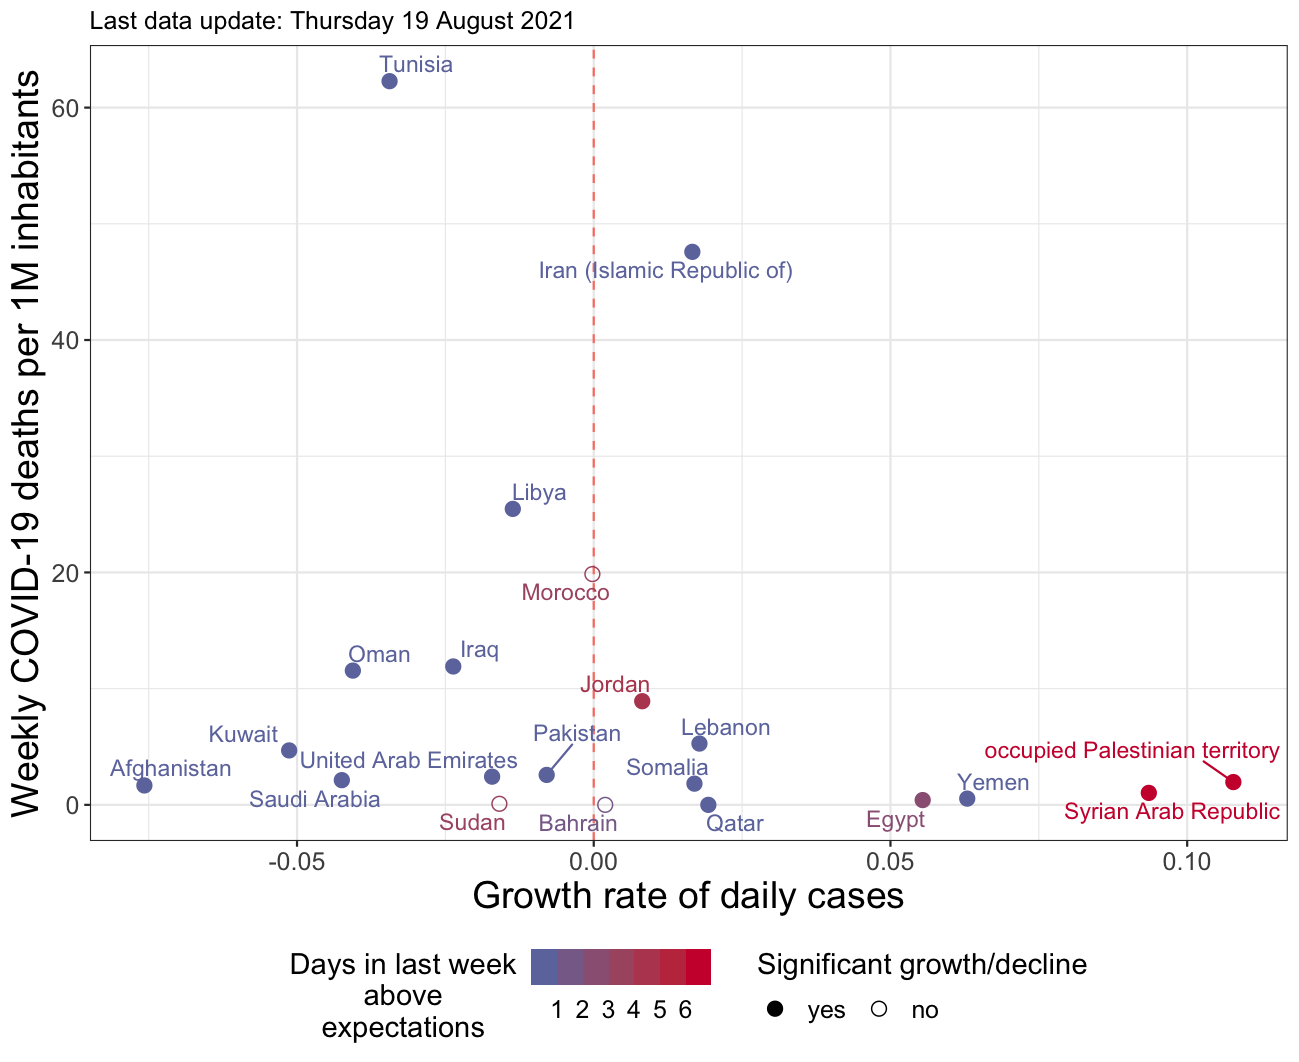 Last data update: Thursday 19 August 2021
Weekly COVID-19 deaths per 1M inhabitants
60
40
20
0
Tunisia
Iran (Islamic Republic of)
Libya
Morocco
Oman
Iraq
Jordan
Kuwait
Pakistan
Lebanon
United Arab Emirates
occupied Palestinian territory
Afghanistan
Somalia
Yemen
Saudi Arabia
Syrian Arab Republic
Sudan
Bahrain
Qatar
Egypt
-0.05
0.00
0.05
0.10
Growth rate of daily cases
Days in last week
above
expectations
1 2 3 4 5 6
Significant growth/decline
yes
no